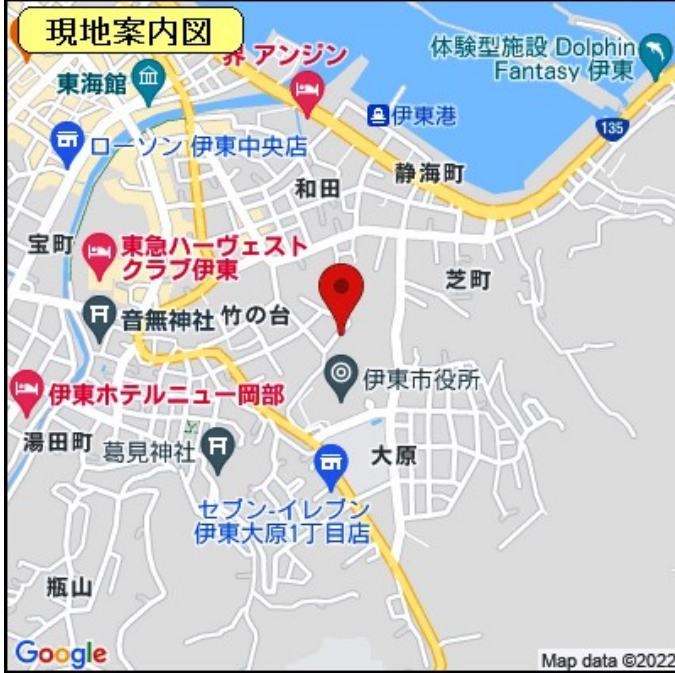 現地案内図
界 アンジン
体験型施設 Dolphin
Fantasy 伊東
東海館
伊東港
135
ローソン 伊東中央店
静海町
和田
宝町
東急ハーヴェスト
クラブ伊東
芝町
音無神社
竹の台
伊東市役所
伊東ホテルニュー岡部
湯田町
葛見神社
大原
セブン-イレブン
伊東大原1丁目店
瓶山
Google
Map data ©2022